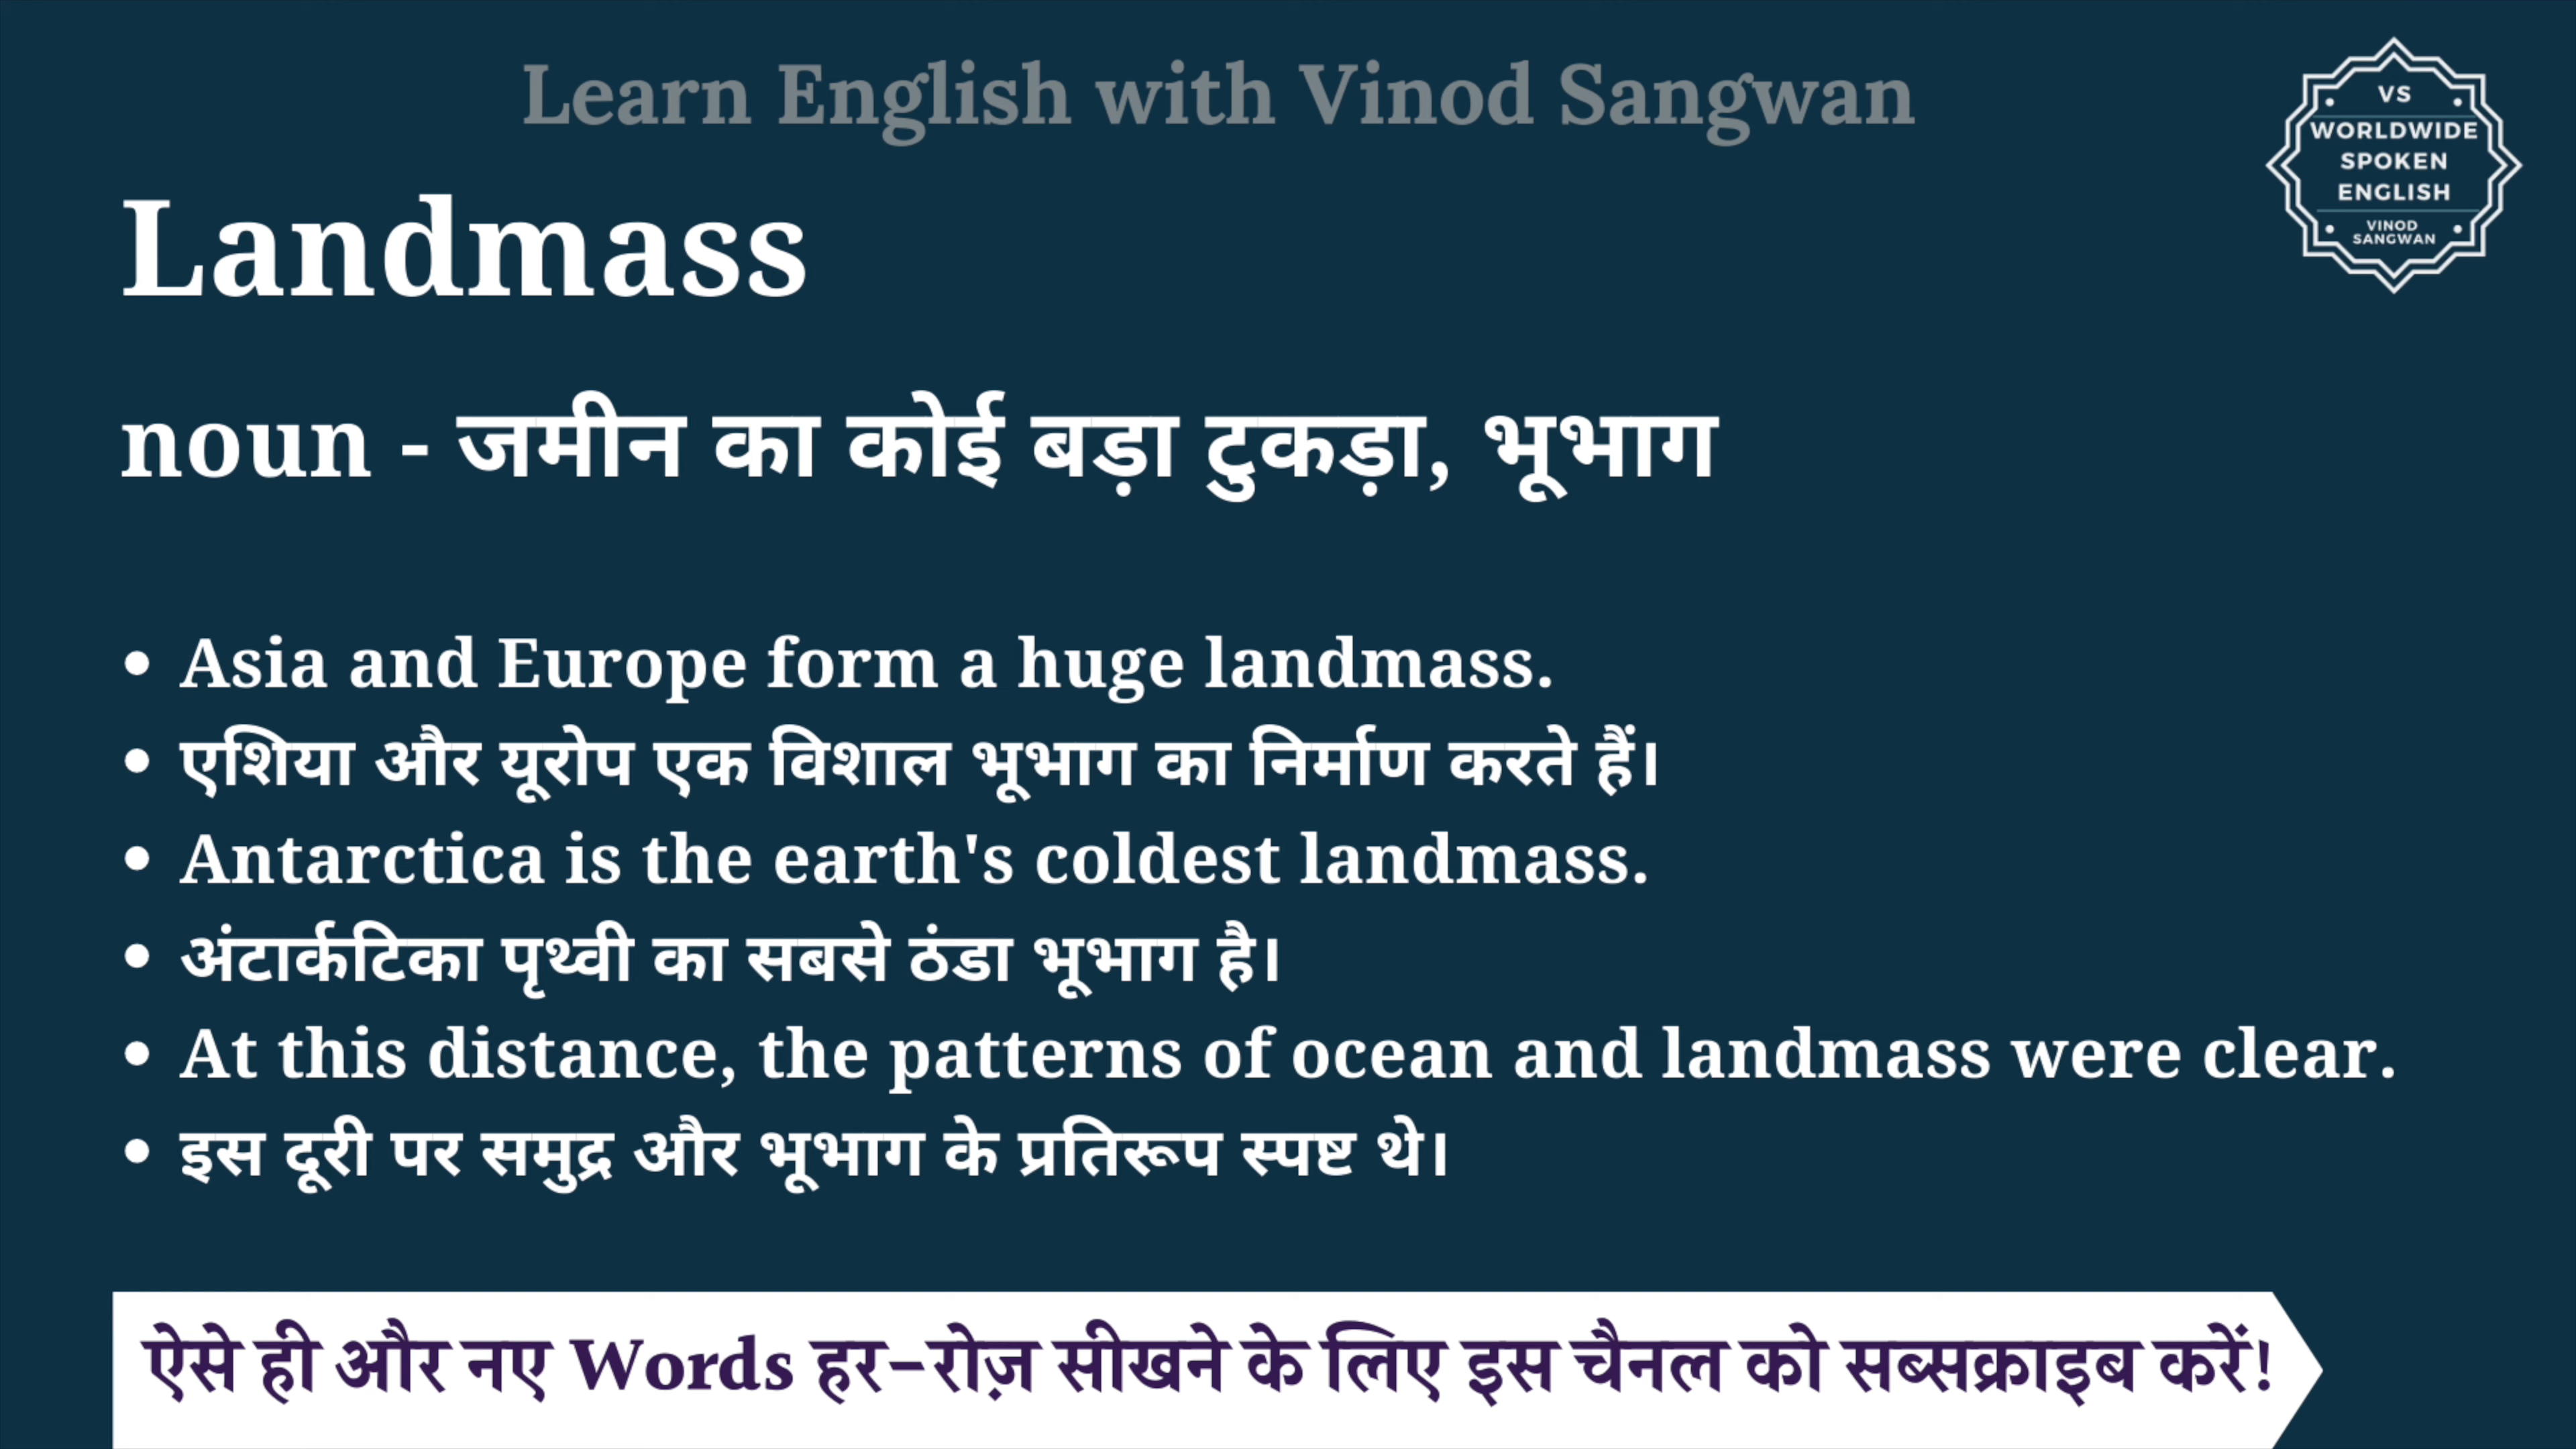 Learn English with Vinod Sangwan
VS
WORLDWIDE
SPOKEN
ENGLISH
VINOD
SANGWAN
Landmass
noun - जमीन का कोई बड़ा टुकड़ा, भूभाग
• Asia and Europe form a huge landmass.
• एशिया और यूरोप एक विशाल भूभाग का निर्माण करते हैं।
• Antarctica is the earth's coldest landmass.
• अंटार्कटिका पृथ्वी का सबसे ठंडा भूभाग है।
• At this distance, the patterns of ocean and landmass were clear.
• इस दूरी पर समुद्र और भूभाग के प्रतिरूप स्पष्ट थे।
ऐसे ही और नए Words हर-रोज़ सीखने के लिए इस चैनल को सब्सक्राइब करें!